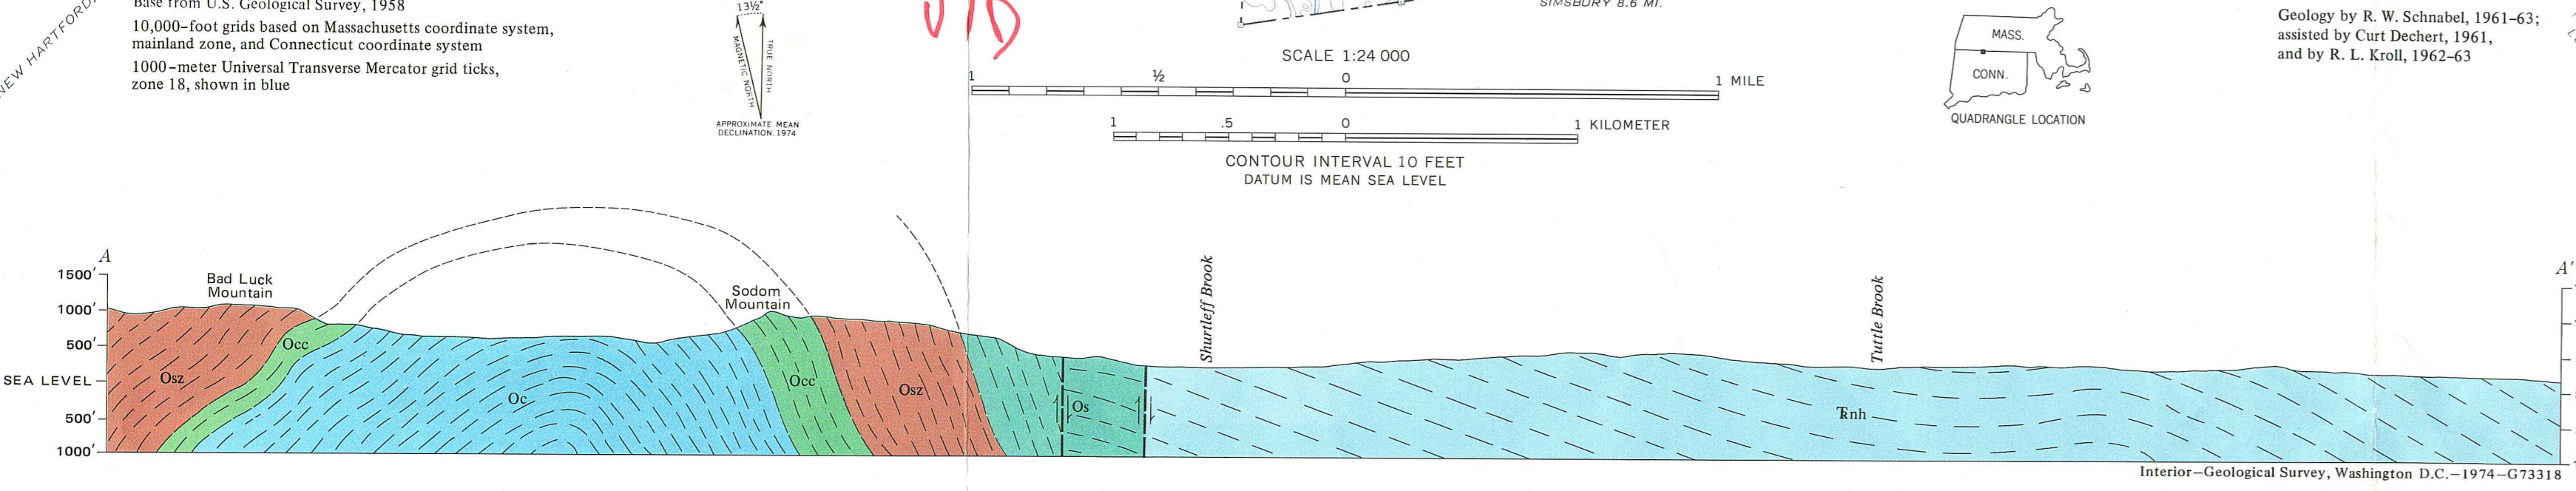 Base from U.S. Geological Survey, 1958
10,000-foot grids based on Massachusetts coordinate system,
mainland zone, and Connecticut coordinate system
1000-meter Universal Transverse Mercator grid ticks,
zone 18, shown in blue
NEW HARTFORD
13½°
MAGNETIC NORTH
TRUE NORTH
APPROXIMATE MEAN
DECLINATION, 1974
SIMSBURY 8.6 MI.
SCALE 1:24 000
1 ½ 0 1 MILE
1 .5 0 1 KILOMETER
CONTOUR INTERVAL 10 FEET
DATUM IS MEAN SEA LEVEL
MASS.
CONN.
QUADRANGLE LOCATION
Geology by R. W. Schnabel, 1961-63;
assisted by Curt Dechert, 1961,
and by R. L. Kroll, 1962-63
A
A'
1500'
1000'
500'
SEA LEVEL
500'
1000'
Bad Luck
Mountain
Sodom
Mountain
Shurtleff Brook
Tuttle Brook
Osz
Occ
Oc
Occ
Osz
Os
Ꞧnh
Interior—Geological Survey, Washington D.C.—1974—G73318